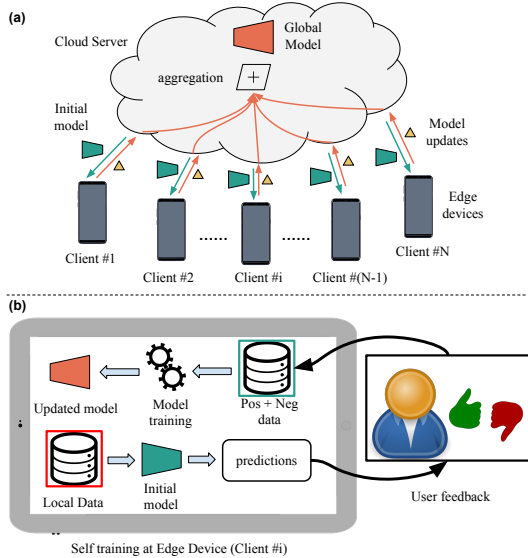 (a)
Cloud Server
Global
Model
aggregation
+
Initial
model
Model
updates
Edge
devices
Client #1
Client #2
......
Client #i
......
Client #(N-1)
Client #N
(b)
Updated model
Model
training
Pos + Neg
data
Local Data
Initial
model
predictions
User feedback
Self training at Edge Device (Client #i)